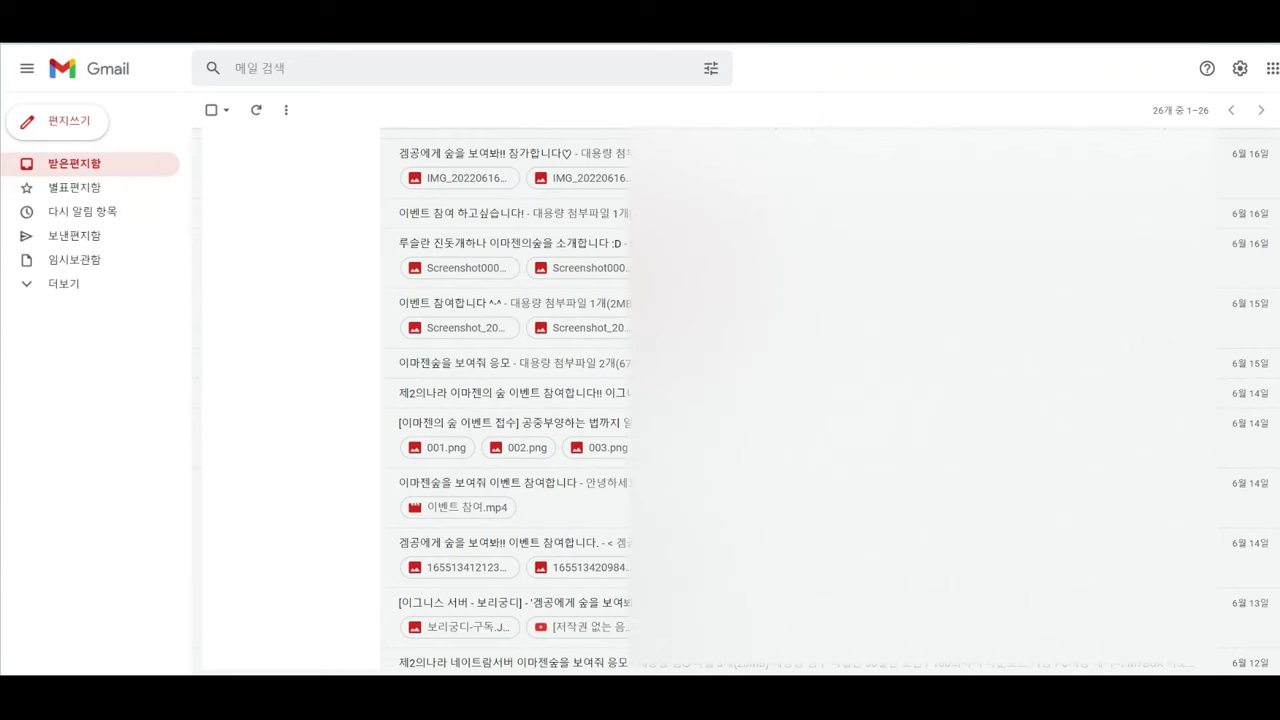 Gmail
메일 검색
편지쓰기
26개 중 1-26
받은편지함
별표편지함
다시 알림 항목
보낸편지함
임시보관함
더보기
겜공에게 숲을 보여봐!! 참가합니다♡ - 대용량 첨부 6월 16일
IMG_20220616... IMG_20220616...
이벤트 참여 하고싶습니다! - 대용량 첨부파일 1개 6월 16일
루슬란 진돗개하나 이마젠의숲을 소개합니다 :D - 6월 16일
Screenshot000... Screenshot000...
이벤트 참여합니다 ^-^ - 대용량 첨부파일 1개(2MB 6월 15일
Screenshot_20... Screenshot_20...
이마젠숲을 보여줘 응모 - 대용량 첨부파일 2개(67 6월 15일
제2의나라 이마젠의 숲 이벤트 참여합니다!! 이그니 6월 14일
[이마젠의 숲 이벤트 접수] 공중부양하는 법까지 6월 14일
001.png 002.png 003.png
이마젠숲을 보여줘 이벤트 참여합니다 - 안녕하세 6월 14일
이벤트 참여.mp4
겜공에게 숲을 보여봐!! 이벤트 참여합니다. - < 겜공 6월 14일
165513412123... 165513420984...
[이그니스 서버 - 보리궁디] - '겜공에게 숲을 보여봐 6월 13일
보리궁디-구독.J... [저작권 없는 음...
제2의나라 네이트람서버 이마젠숲을 보여줘 응모 - 6월 12일